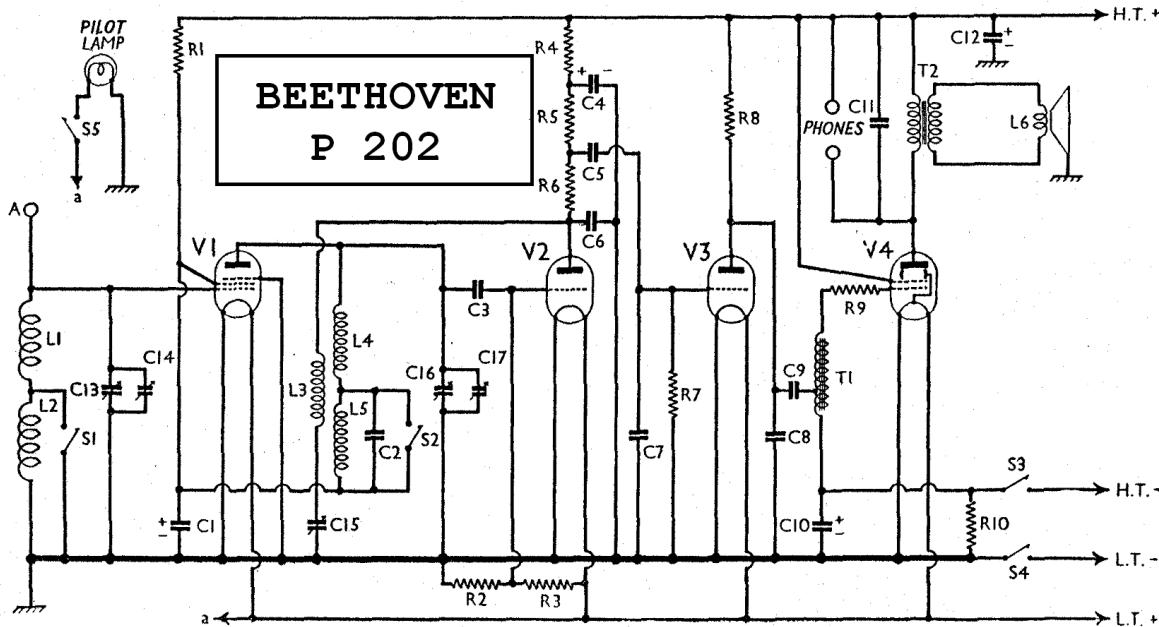 PILOT
LAMP
S5
a
BEETHOVEN
P 202
R1
R4
+ -
C4
R5
C5
R6
C6
R8
PHONES
C11
T2
L6
C12
+
-
H.T. +
A
V1
V2
V3
V4
L1
L2
S1
C13
C14
L3
L4
L5
C2
S2
C16
C17
C3
R7
C7
C9
C8
T1
R9
+
-
C1
C15
C10
+
-
R10
S3
H.T. -
S4
L.T. -
R2
R3
a
L.T. +